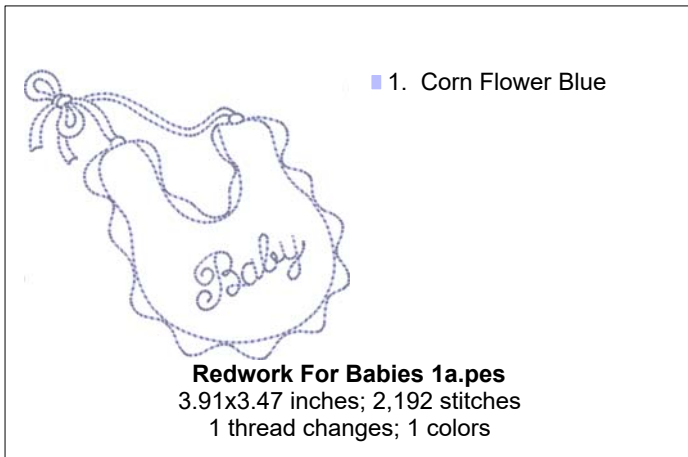 1. Corn Flower Blue
Baby
Redwork For Babies 1a.pes
3.91x3.47 inches; 2,192 stitches
1 thread changes; 1 colors